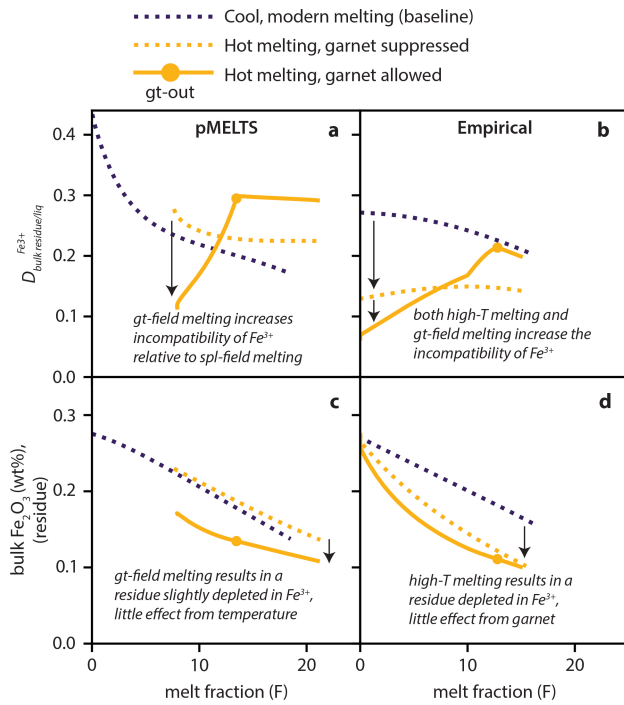 Cool, modern melting (baseline)
Hot melting, garnet suppressed
Hot melting, garnet allowed
gt-out
pMELTS
a
Empirical
b
0.4
0.3
0.2
0.1
0.0
D Fe3+ bulk residue/liq
gt-field melting increases
incompatibility of Fe3+
relative to spl-field melting
both high-T melting and
gt-field melting increase the
incompatibility of Fe3+
c
d
0.3
0.2
0.1
0.0
bulk Fe2O3 (wt%),
(residue)
gt-field melting results in a
residue slightly depleted in Fe3+,
little effect from temperature
high-T melting results in a
residue depleted in Fe3+,
little effect from garnet
0
10
20
0
10
20
melt fraction (F)
melt fraction (F)